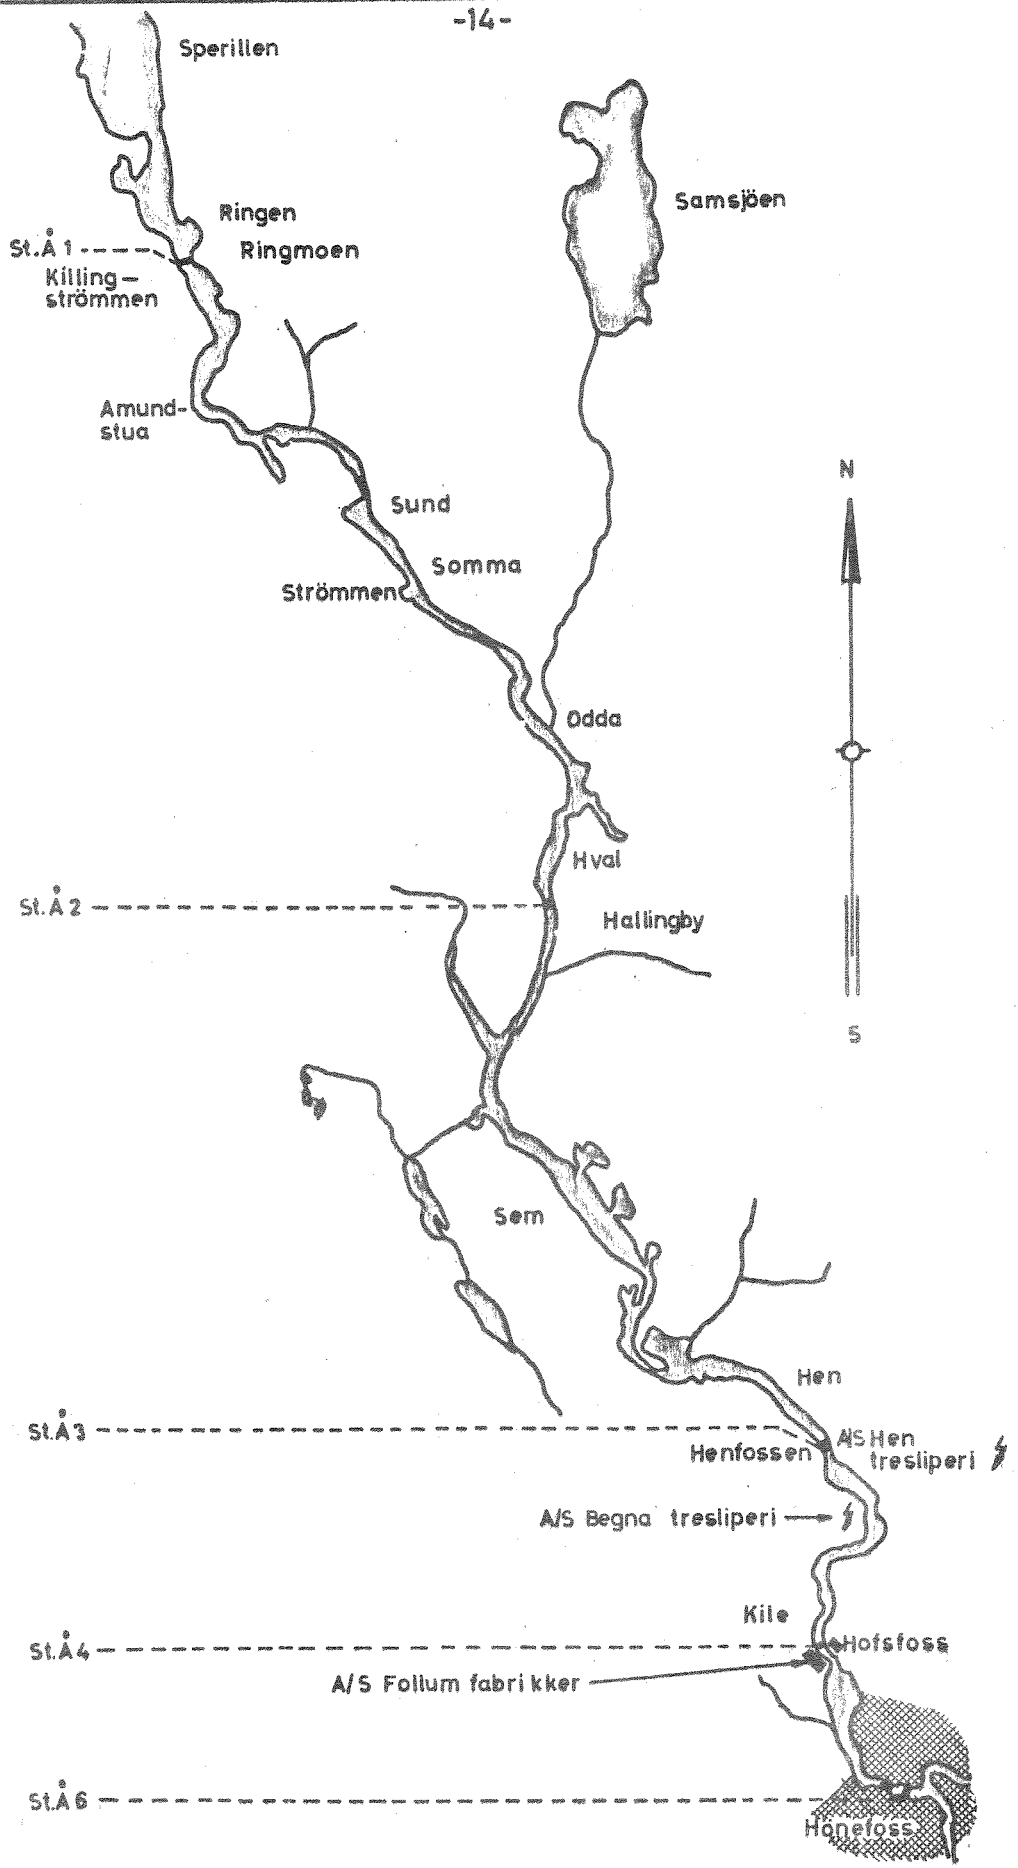 -14-
Sperillen
Samsjöen
Ringen
St.Å 1
Ringmoen
Killing-
strömmen
Amund-
stua
N
Sund
Somma
Strömmen
Odda
Hval
St.Å 2
Hallingby
S
Sem
Hen
St.Å 3
A/S Hen
tresliperi
Henfossen
A/S Begna tresliperi
Kile
St.Å 4
Hofsfoss
A/S Follum fabrikker
St.Å 6
Hönefoss